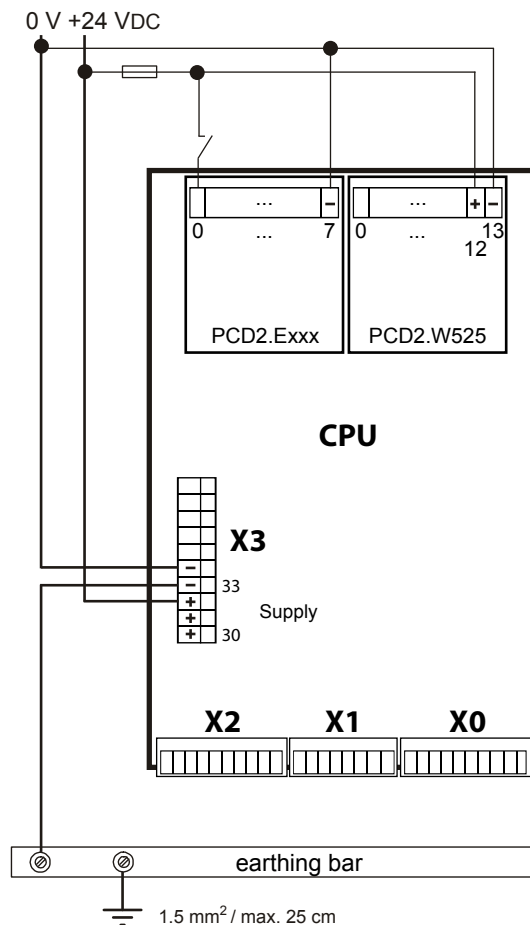 0 V +24 VDC
... + − ... −
0 ... 7 0 ... 13
12
PCD2.Exxx PCD2.W525
CPU
X3
−
− 33
+ Supply
+
+ 30
X2 X1 X0
earthing bar
1.5 mm² / max. 25 cm